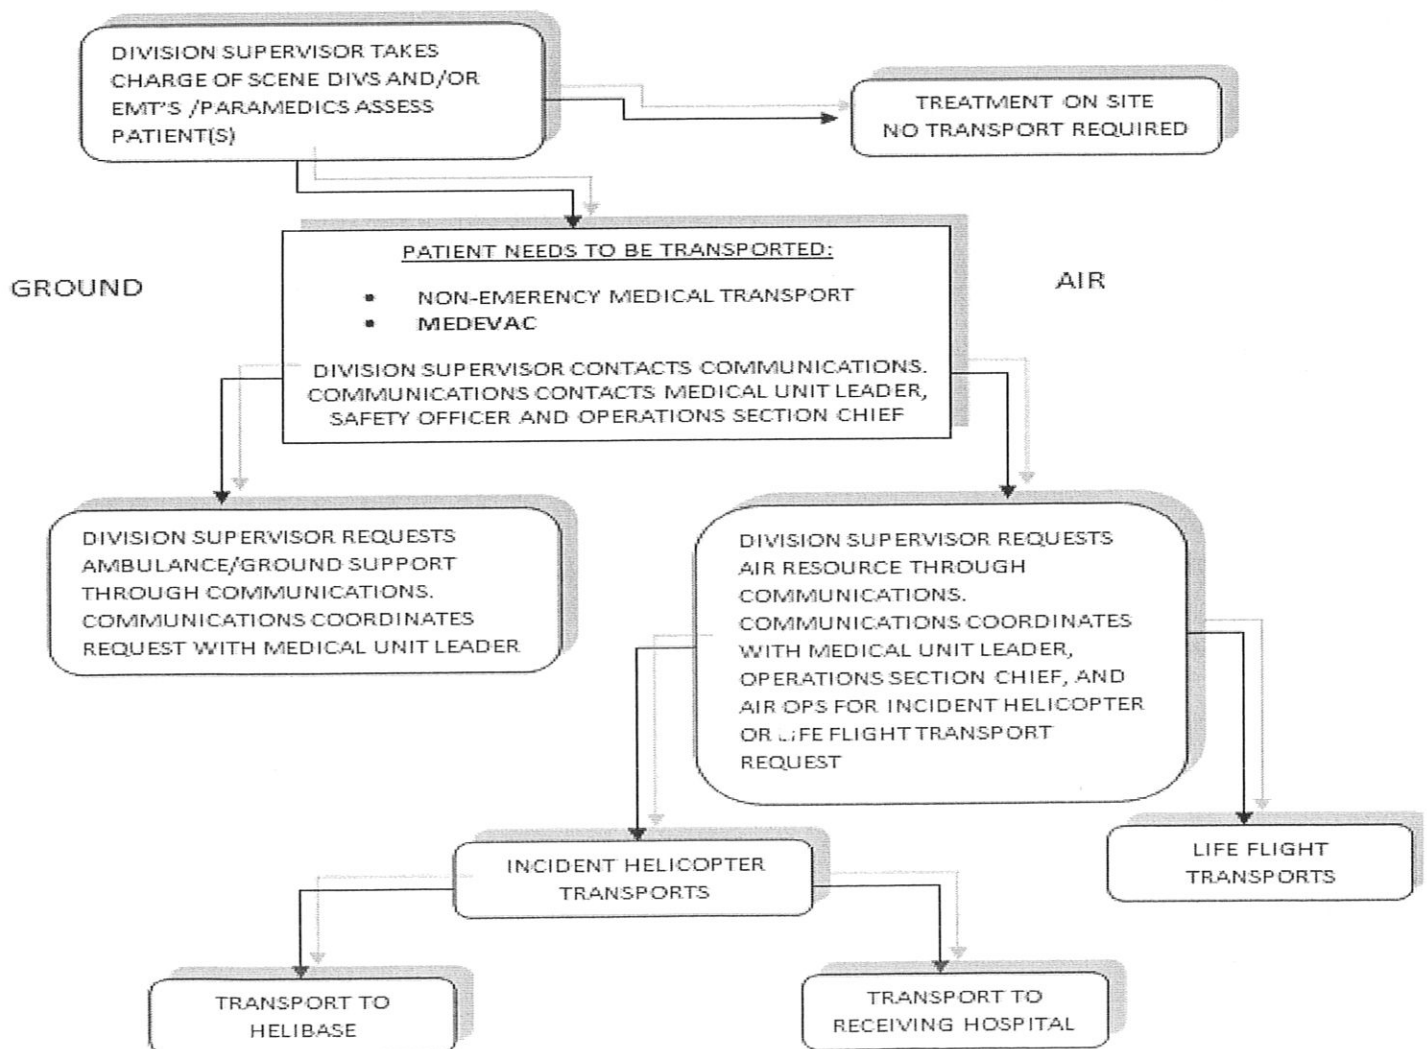 DIVISION SUPERVISOR TAKES
CHARGE OF SCENE DIVS AND/OR
EMT'S /PARAMEDICS ASSESS
PATIENT(S)
TREATMENT ON SITE
NO TRANSPORT REQUIRED
GROUND
PATIENT NEEDS TO BE TRANSPORTED:
• NON-EMERENCY MEDICAL TRANSPORT
• MEDEVAC
DIVISION SUPERVISOR CONTACTS COMMUNICATIONS.
COMMUNICATIONS CONTACTS MEDICAL UNIT LEADER,
SAFETY OFFICER AND OPERATIONS SECTION CHIEF
AIR
DIVISION SUPERVISOR REQUESTS
AMBULANCE/GROUND SUPPORT
THROUGH COMMUNICATIONS.
COMMUNICATIONS COORDINATES
REQUEST WITH MEDICAL UNIT LEADER
DIVISION SUPERVISOR REQUESTS
AIR RESOURCE THROUGH
COMMUNICATIONS.
COMMUNICATIONS COORDINATES
WITH MEDICAL UNIT LEADER,
OPERATIONS SECTION CHIEF, AND
AIR OPS FOR INCIDENT HELICOPTER
OR LIFE FLIGHT TRANSPORT
REQUEST
INCIDENT HELICOPTER
TRANSPORTS
LIFE FLIGHT
TRANSPORTS
TRANSPORT TO
HELIBASE
TRANSPORT TO
RECEIVING HOSPITAL